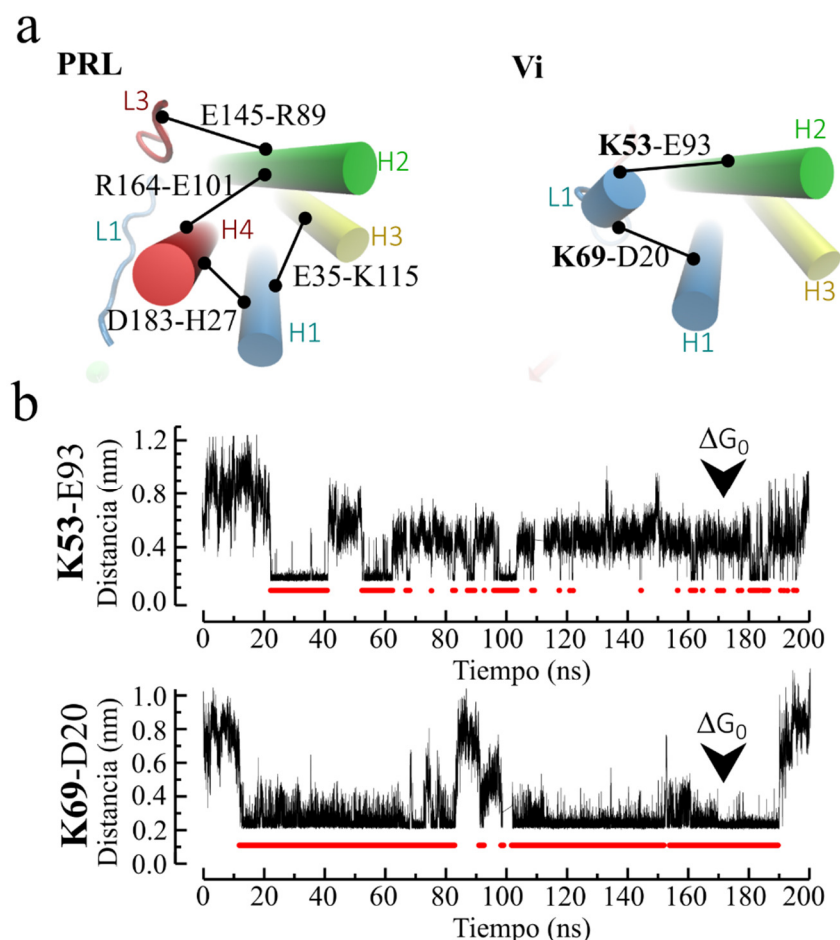 a
PRL
Vi
L3
E145-R89
H2
R164-E101
L1
H4
H3
E35-K115
D183-H27
H1
K53-E93
H2
L1
K69-D20
H3
H1
b
K53-E93
Distancia (nm)
1.2
0.8
0.4
0.0
ΔG₀
0 20 40 60 80 100 120 140 160 180 200
Tiempo (ns)
K69-D20
Distancia (nm)
1.0
0.8
0.6
0.4
0.2
0.0
ΔG₀
0 20 40 60 80 100 120 140 160 180 200
Tiempo (ns)